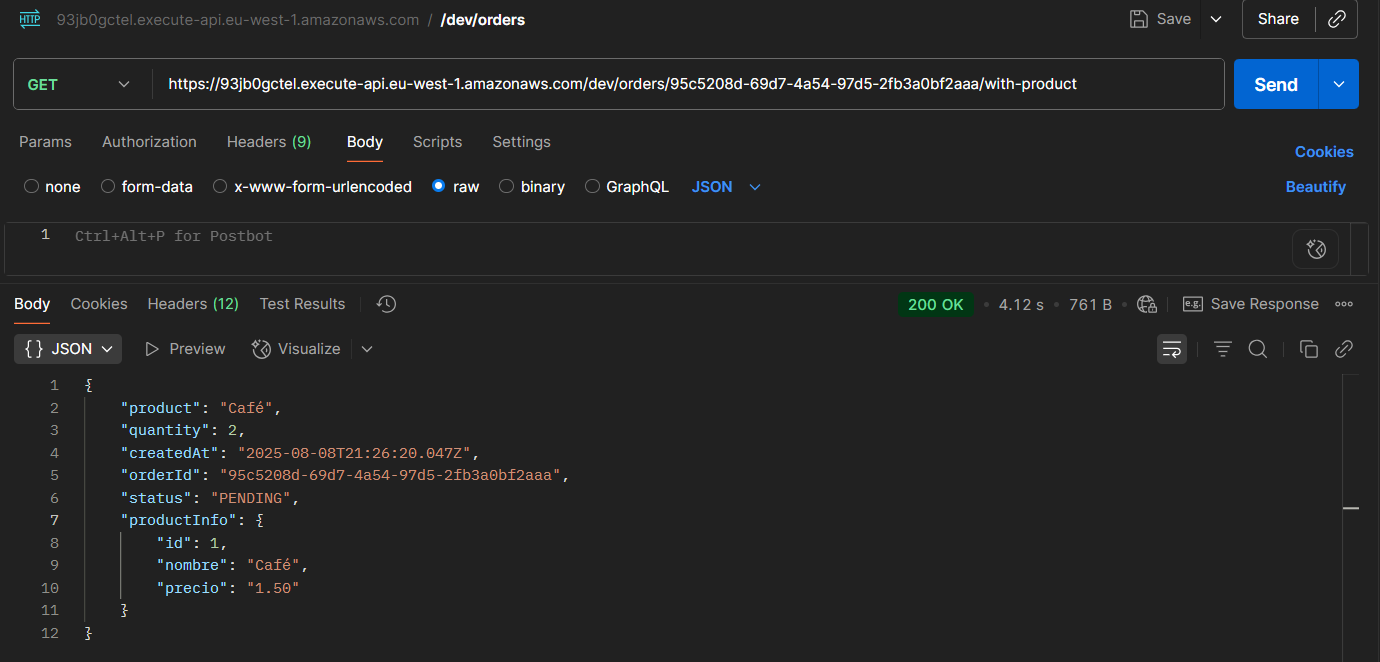 HTTP 93jb0gctel.execute-api.eu-west-1.amazonaws.com / /dev/orders Save Share
GET https://93jb0gctel.execute-api.eu-west-1.amazonaws.com/dev/orders/95c5208d-69d7-4a54-97d5-2fb3a0bf2aaa/with-product Send
Params Authorization Headers (9) Body Scripts Settings Cookies
none form-data x-www-form-urlencoded raw binary GraphQL JSON Beautify
1 Ctrl+Alt+P for Postbot
Body Cookies Headers (12) Test Results 200 OK • 4.12 s • 761 B • e.g. Save Response
{} JSON Preview Visualize
1 {
2 "product": "Café",
3 "quantity": 2,
4 "createdAt": "2025-08-08T21:26:20.047Z",
5 "orderId": "95c5208d-69d7-4a54-97d5-2fb3a0bf2aaa",
6 "status": "PENDING",
7 "productInfo": {
8 "id": 1,
9 "nombre": "Café",
10 "precio": "1.50"
11 }
12 }